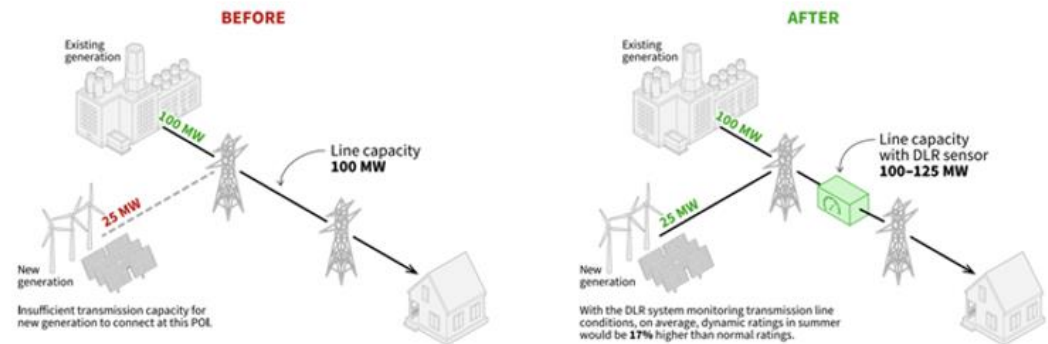 BEFORE
Existing
generation
100 MW
Line capacity
100 MW
25 MW
New
generation
Insufficient transmission capacity for
new generation to connect at this POI.
AFTER
Existing
generation
100 MW
Line capacity
with DLR sensor
100–125 MW
25 MW
New
generation
With the DLR system monitoring transmission line
conditions, on average, dynamic ratings in summer
would be 17% higher than normal ratings.